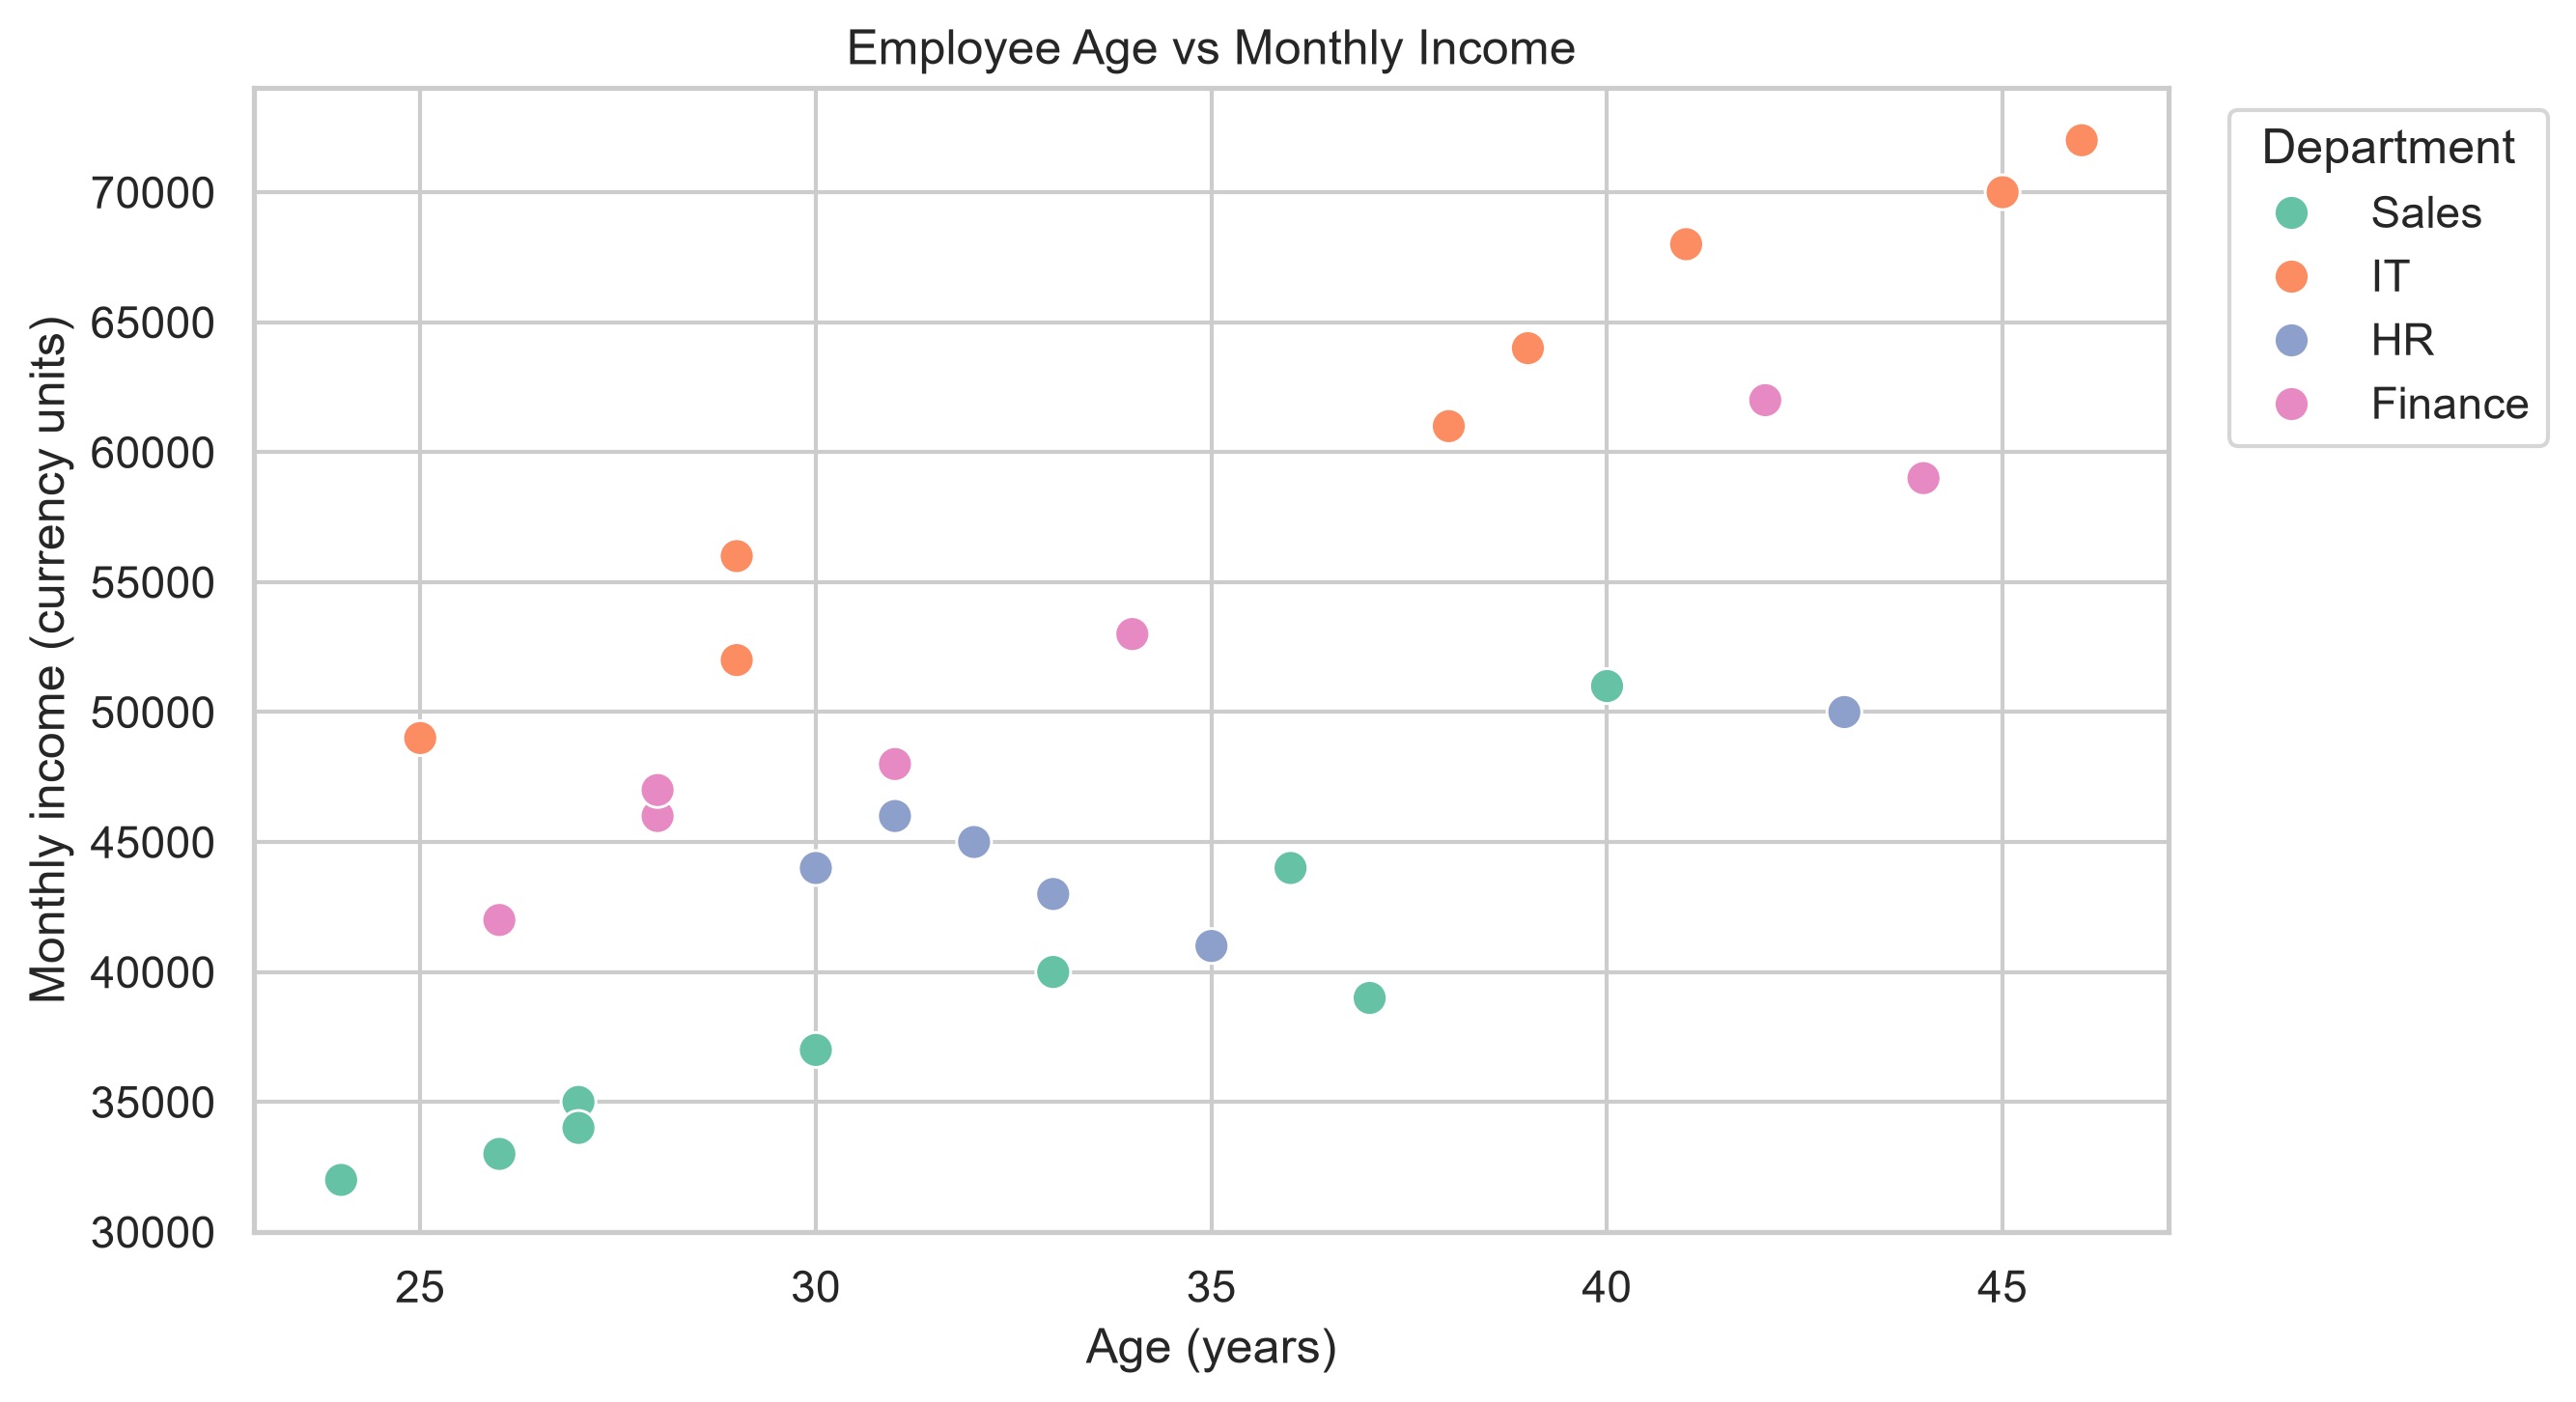 Employee Age vs Monthly Income
Monthly income (currency units)
70000
65000
60000
55000
50000
45000
40000
35000
30000
25 30 35 40 45
Age (years)
Department
Sales
IT
HR
Finance